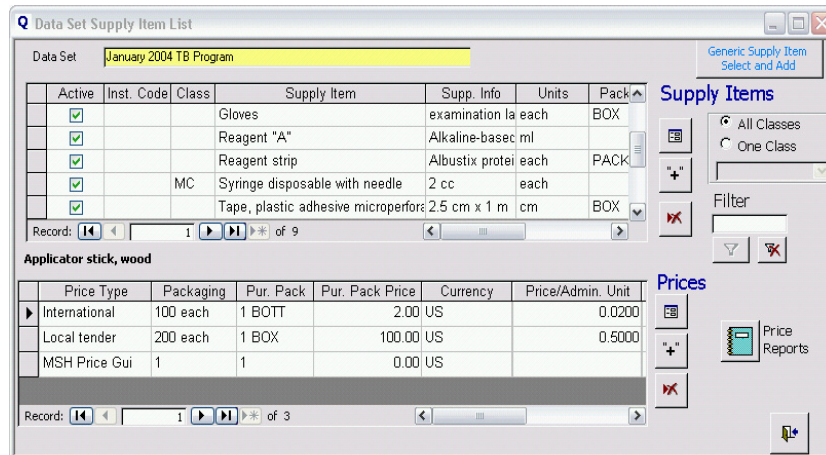 Q Data Set Supply Item List
Data Set January 2004 TB Program
Generic Supply Item
Select and Add
Active Inst. Code Class Supply Item Supp. Info Units Pack
Gloves examination la each BOX
Reagent "A" Alkaline-based ml
Reagent strip Albustix protei each PACK
MC Syringe disposable with needle 2 cc each
Tape, plastic adhesive microperfora 2.5 cm x 1 m cm BOX
Record: 1 of 9
Supply Items
All Classes
One Class
"+"
Filter
Applicator stick, wood
Prices
Price Type Packaging Pur. Pack Pur. Pack Price Currency Price/Admin. Unit
International 100 each 1 BOTT 2.00 US 0.0200
Local tender 200 each 1 BOX 100.00 US 0.5000
MSH Price Gui 1 1 0.00 US
"+"
Price
Reports
Record: 1 of 3